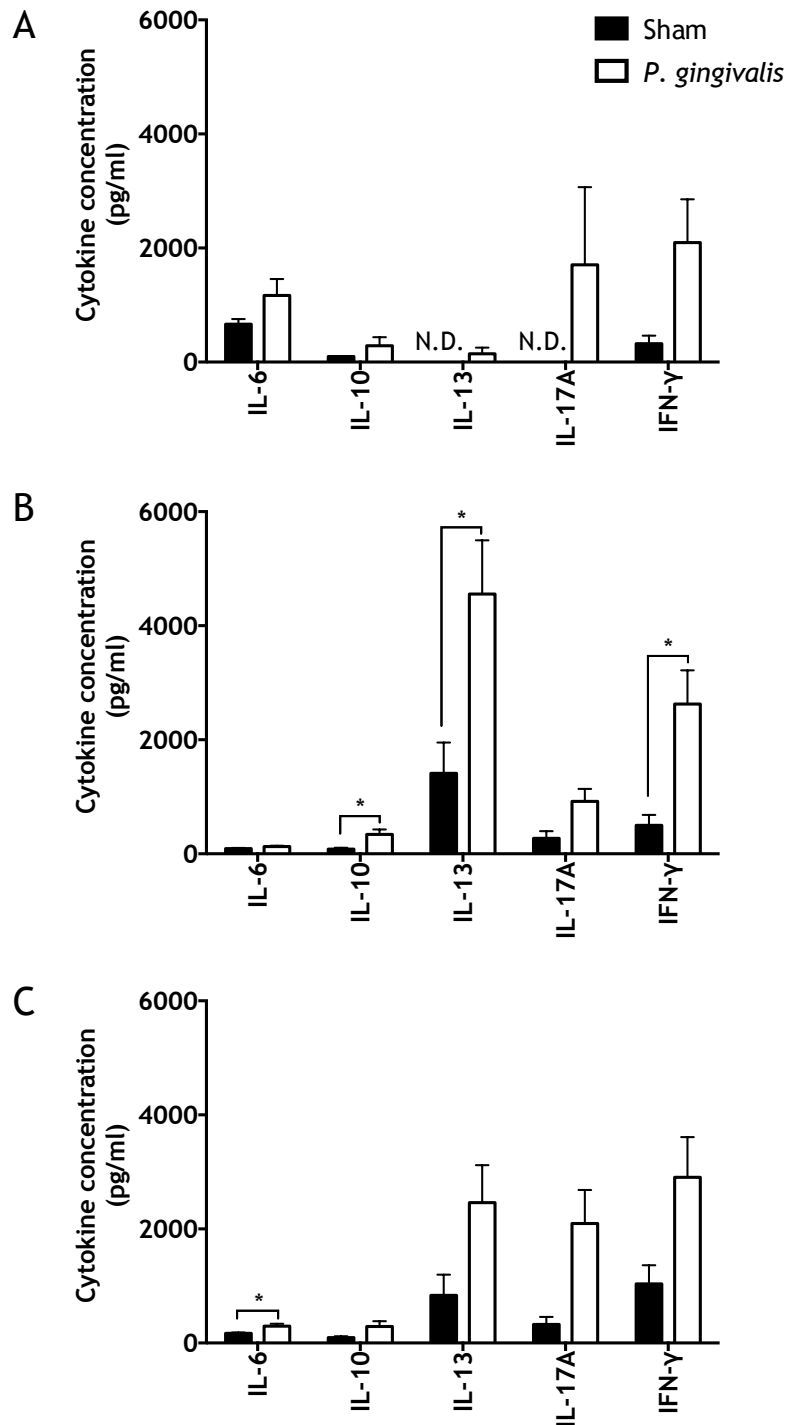 A
Sham
P. gingivalis
Cytokine concentration
(pg/ml)
6000
4000
2000
0
N.D.
N.D.
IL-6
IL-10
IL-13
IL-17A
IFN-γ
B
Cytokine concentration
(pg/ml)
6000
4000
2000
0
*
*
*
IL-6
IL-10
IL-13
IL-17A
IFN-γ
C
Cytokine concentration
(pg/ml)
6000
4000
2000
0
*
IL-6
IL-10
IL-13
IL-17A
IFN-γ